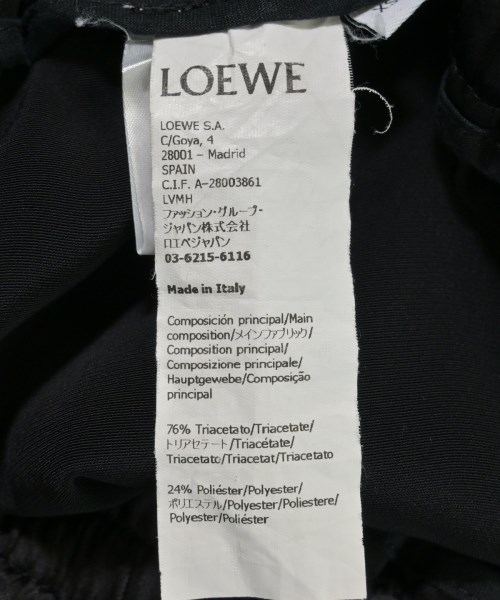 LOEWE
LOEWE S.A.
C/Goya, 4
28001 - Madrid
SPAIN
C.I.F. A-28003861
LVMH
ファッション・グループ・
ジャパン株式会社
ロエベジャパン
03-6215-6116
Made in Italy
Composición principal/Main
composition/メインファブリック/
Composition principal/
Composizione principale/
Hauptgewebe/Composição
principal
76% Triacetato/Triacetate/
トリアセテート/Triacétate/
Triacetato/Triacetat/Triacetato
24% Poliéster/Polyester/
ポリエステル/Polyester/Poliestere/
Polyester/Poliéster